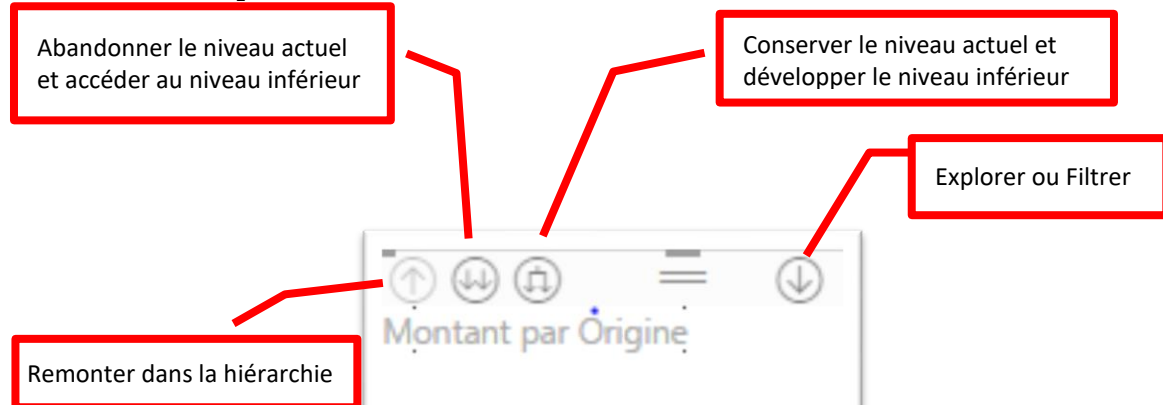 Abandonner le niveau actuel
et accéder au niveau inférieur
Conserver le niveau actuel et
développer le niveau inférieur
Explorer ou Filtrer
Montant par Origine
Remonter dans la hiérarchie